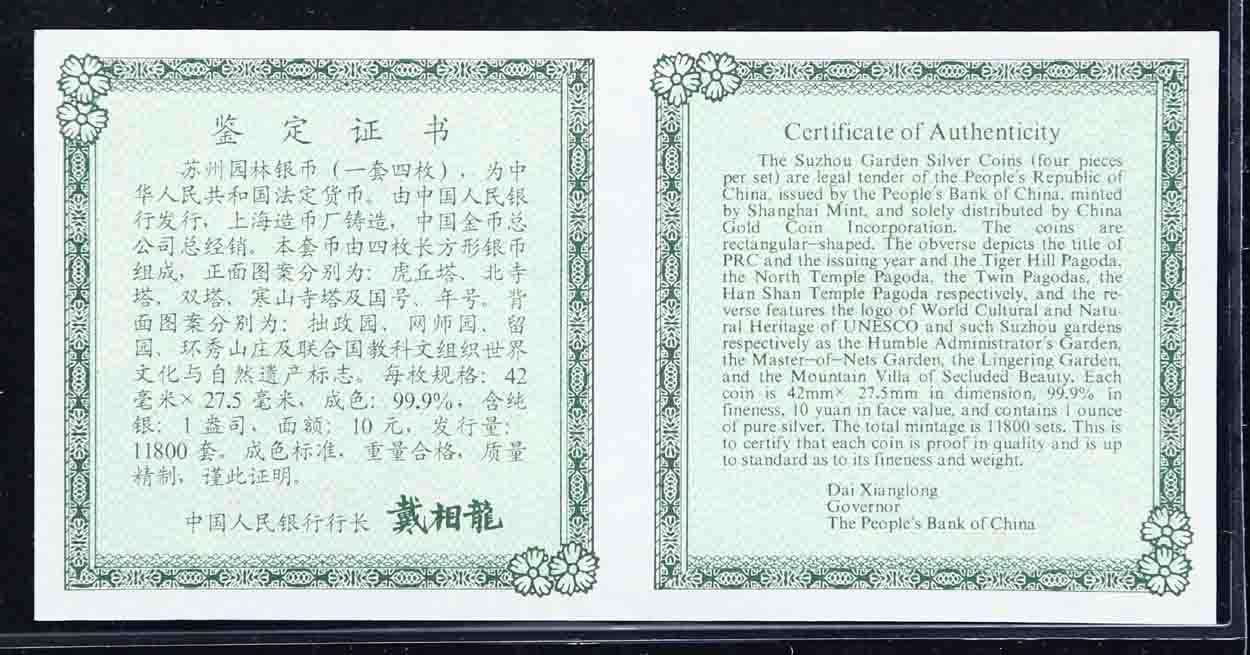 鉴定证书
苏州园林银币（一套四枚），为中
华人民共和国法定货币。由中国人民银
行发行，上海造币厂铸造，中国金币总
公司总经销。本套币由四枚长方形银币
组成，正面图案分别为：虎丘塔、北寺
塔、双塔、寒山寺塔及国号、年号。背
面图案分别为：拙政园、网师园、留
园、环秀山庄及联合国教科文组织世界
文化与自然遗产标志。每枚规格：42
毫米×27.5毫米，成色：99.9%，含纯
银：1盎司，面额：10元，发行量：
11800套。成色标准，重量合格，质量
精制，谨此证明。
中国人民银行行长 戴相龍
Certificate of Authenticity
The Suzhou Garden Silver Coins (four pieces
per set) are legal tender of the People's Republic of
China, issued by the People's Bank of China, minted
by Shanghai Mint, and solely distributed by China
Gold Coin Incorporation. The coins are
rectangular-shaped. The obverse depicts the title of
PRC and the issuing year and the Tiger Hill Pagoda,
the North Temple Pagoda, the Twin Pagodas, the
Han Shan Temple Pagoda respectively, and the re-
verse features the logo of World Cultural and Natu-
ral Heritage of UNESCO and such Suzhou gardens
respectively as the Humble Administrator's Garden,
the Master-of-Nets Garden, the Lingering Garden,
and the Mountain Villa of Secluded Beauty. Each
coin is 42mm× 27.5mm in dimension, 99.9% in
fineness, 10 yuan in face value, and contains 1 ounce
of pure silver. The total mintage is 11800 sets. This is
to certify that each coin is proof in quality and is up
to standard as to its fineness and weight.
Dai Xianglong
Governor
The People's Bank of China